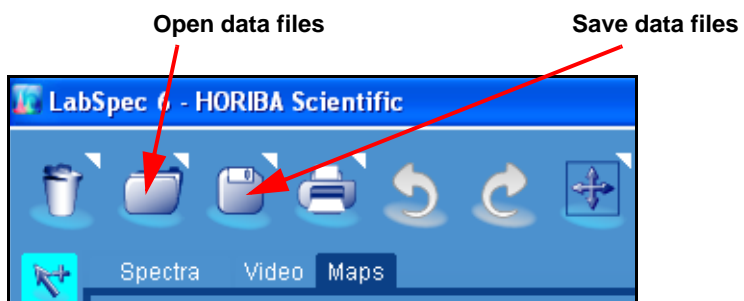 Open data files Save data files
LabSpec 6 - HORIBA Scientific
Spectra Video Maps